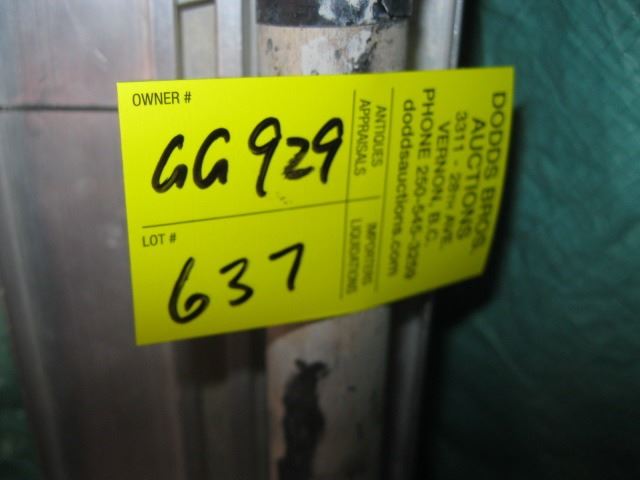 OWNER #
GG 929
LOT #
637
ANTIQUES
APPRAISALS
IMPORTERS
LIQUIDATIONS
DODDS BROS.
AUCTIONS
3311 - 28TH AVE.
VERNON, B.C.
PHONE 250-545-3259
doddsauctions.com